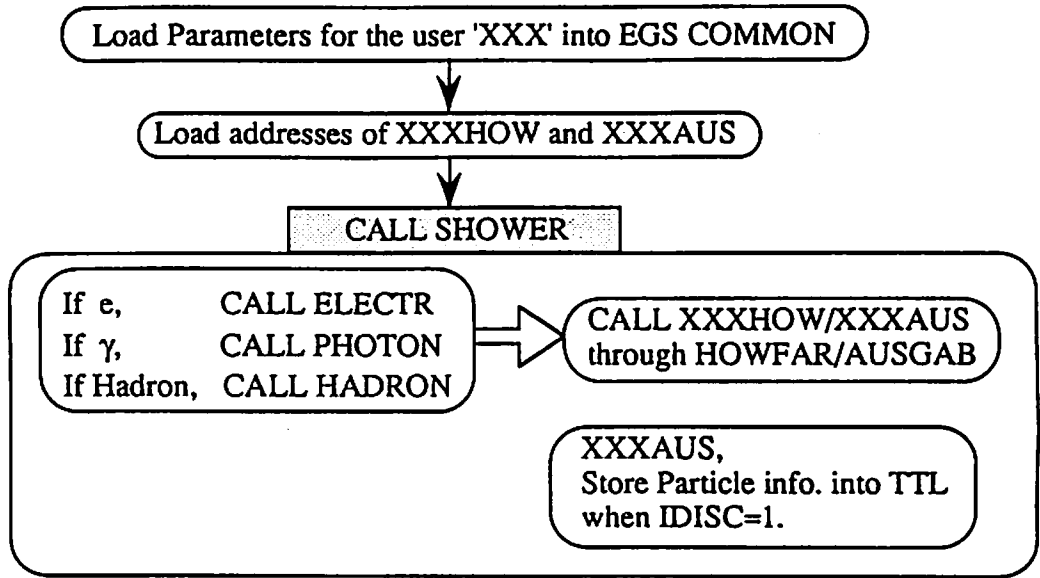 Load Parameters for the user 'XXX' into EGS COMMON
Load addresses of XXXHOW and XXXAUS
CALL SHOWER
If e, CALL ELECTR
If γ, CALL PHOTON
If Hadron, CALL HADRON
CALL XXXHOW/XXXAUS
through HOWFAR/AUSGAB
XXXAUS,
Store Particle info. into TTL
when IDISC=1.